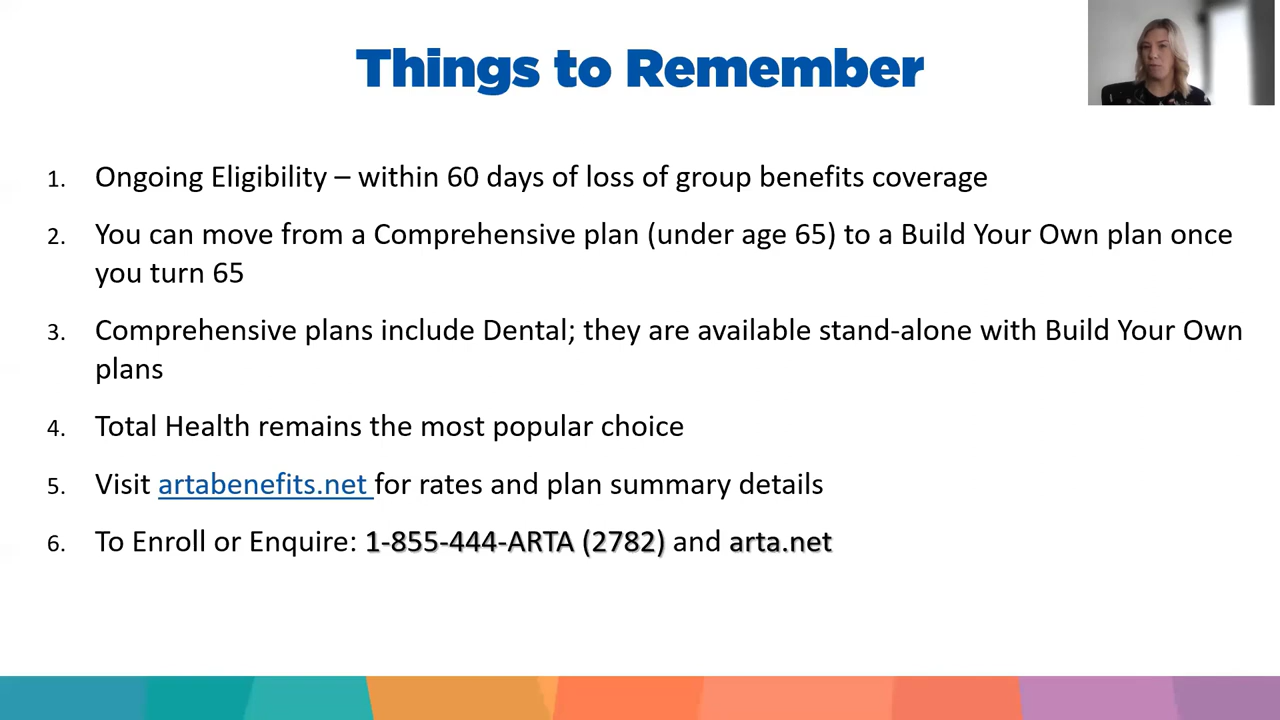 Things to Remember
1. Ongoing Eligibility – within 60 days of loss of group benefits coverage
2. You can move from a Comprehensive plan (under age 65) to a Build Your Own plan once
you turn 65
3. Comprehensive plans include Dental; they are available stand-alone with Build Your Own
plans
4. Total Health remains the most popular choice
5. Visit artabenefits.net for rates and plan summary details
6. To Enroll or Enquire: 1-855-444-ARTA (2782) and arta.net